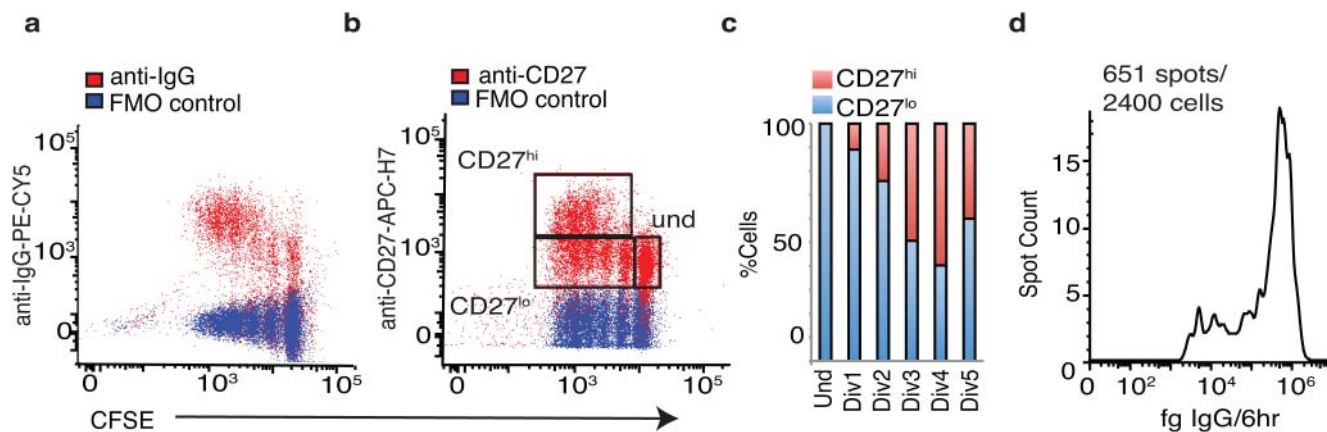 a
anti-IgG
FMO control
anti-IgG-PE-CY5
10⁵
10³
0
0
10³
10⁵
CFSE
b
anti-CD27
FMO control
anti-CD27-APC-H7
10⁵
10³
0
CD27ʰⁱ
und
CD27ˡᵒ
0
10³
10⁵
c
CD27ʰⁱ
CD27ˡᵒ
%Cells
100
50
0
Und
Div1
Div2
Div3
Div4
Div5
d
651 spots/
2400 cells
Spot Count
15
10
5
0
0
10²
10⁴
10⁶
fg IgG/6hr